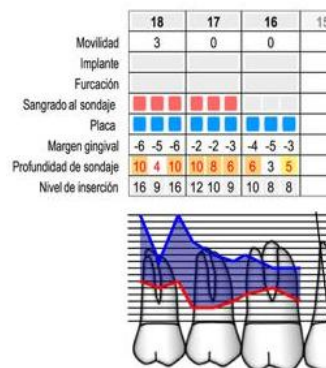 18 17 16 15
Movilidad 3 0 0
Implante
Furcación
Sangrado al sondaje
Placa
Margen gingival -6 -5 -6 -2 -2 -3 -4 -5 -3
Profundidad de sondaje 10 4 10 10 8 6 6 3 5
Nivel de inserción 16 9 16 12 10 9 10 8 8